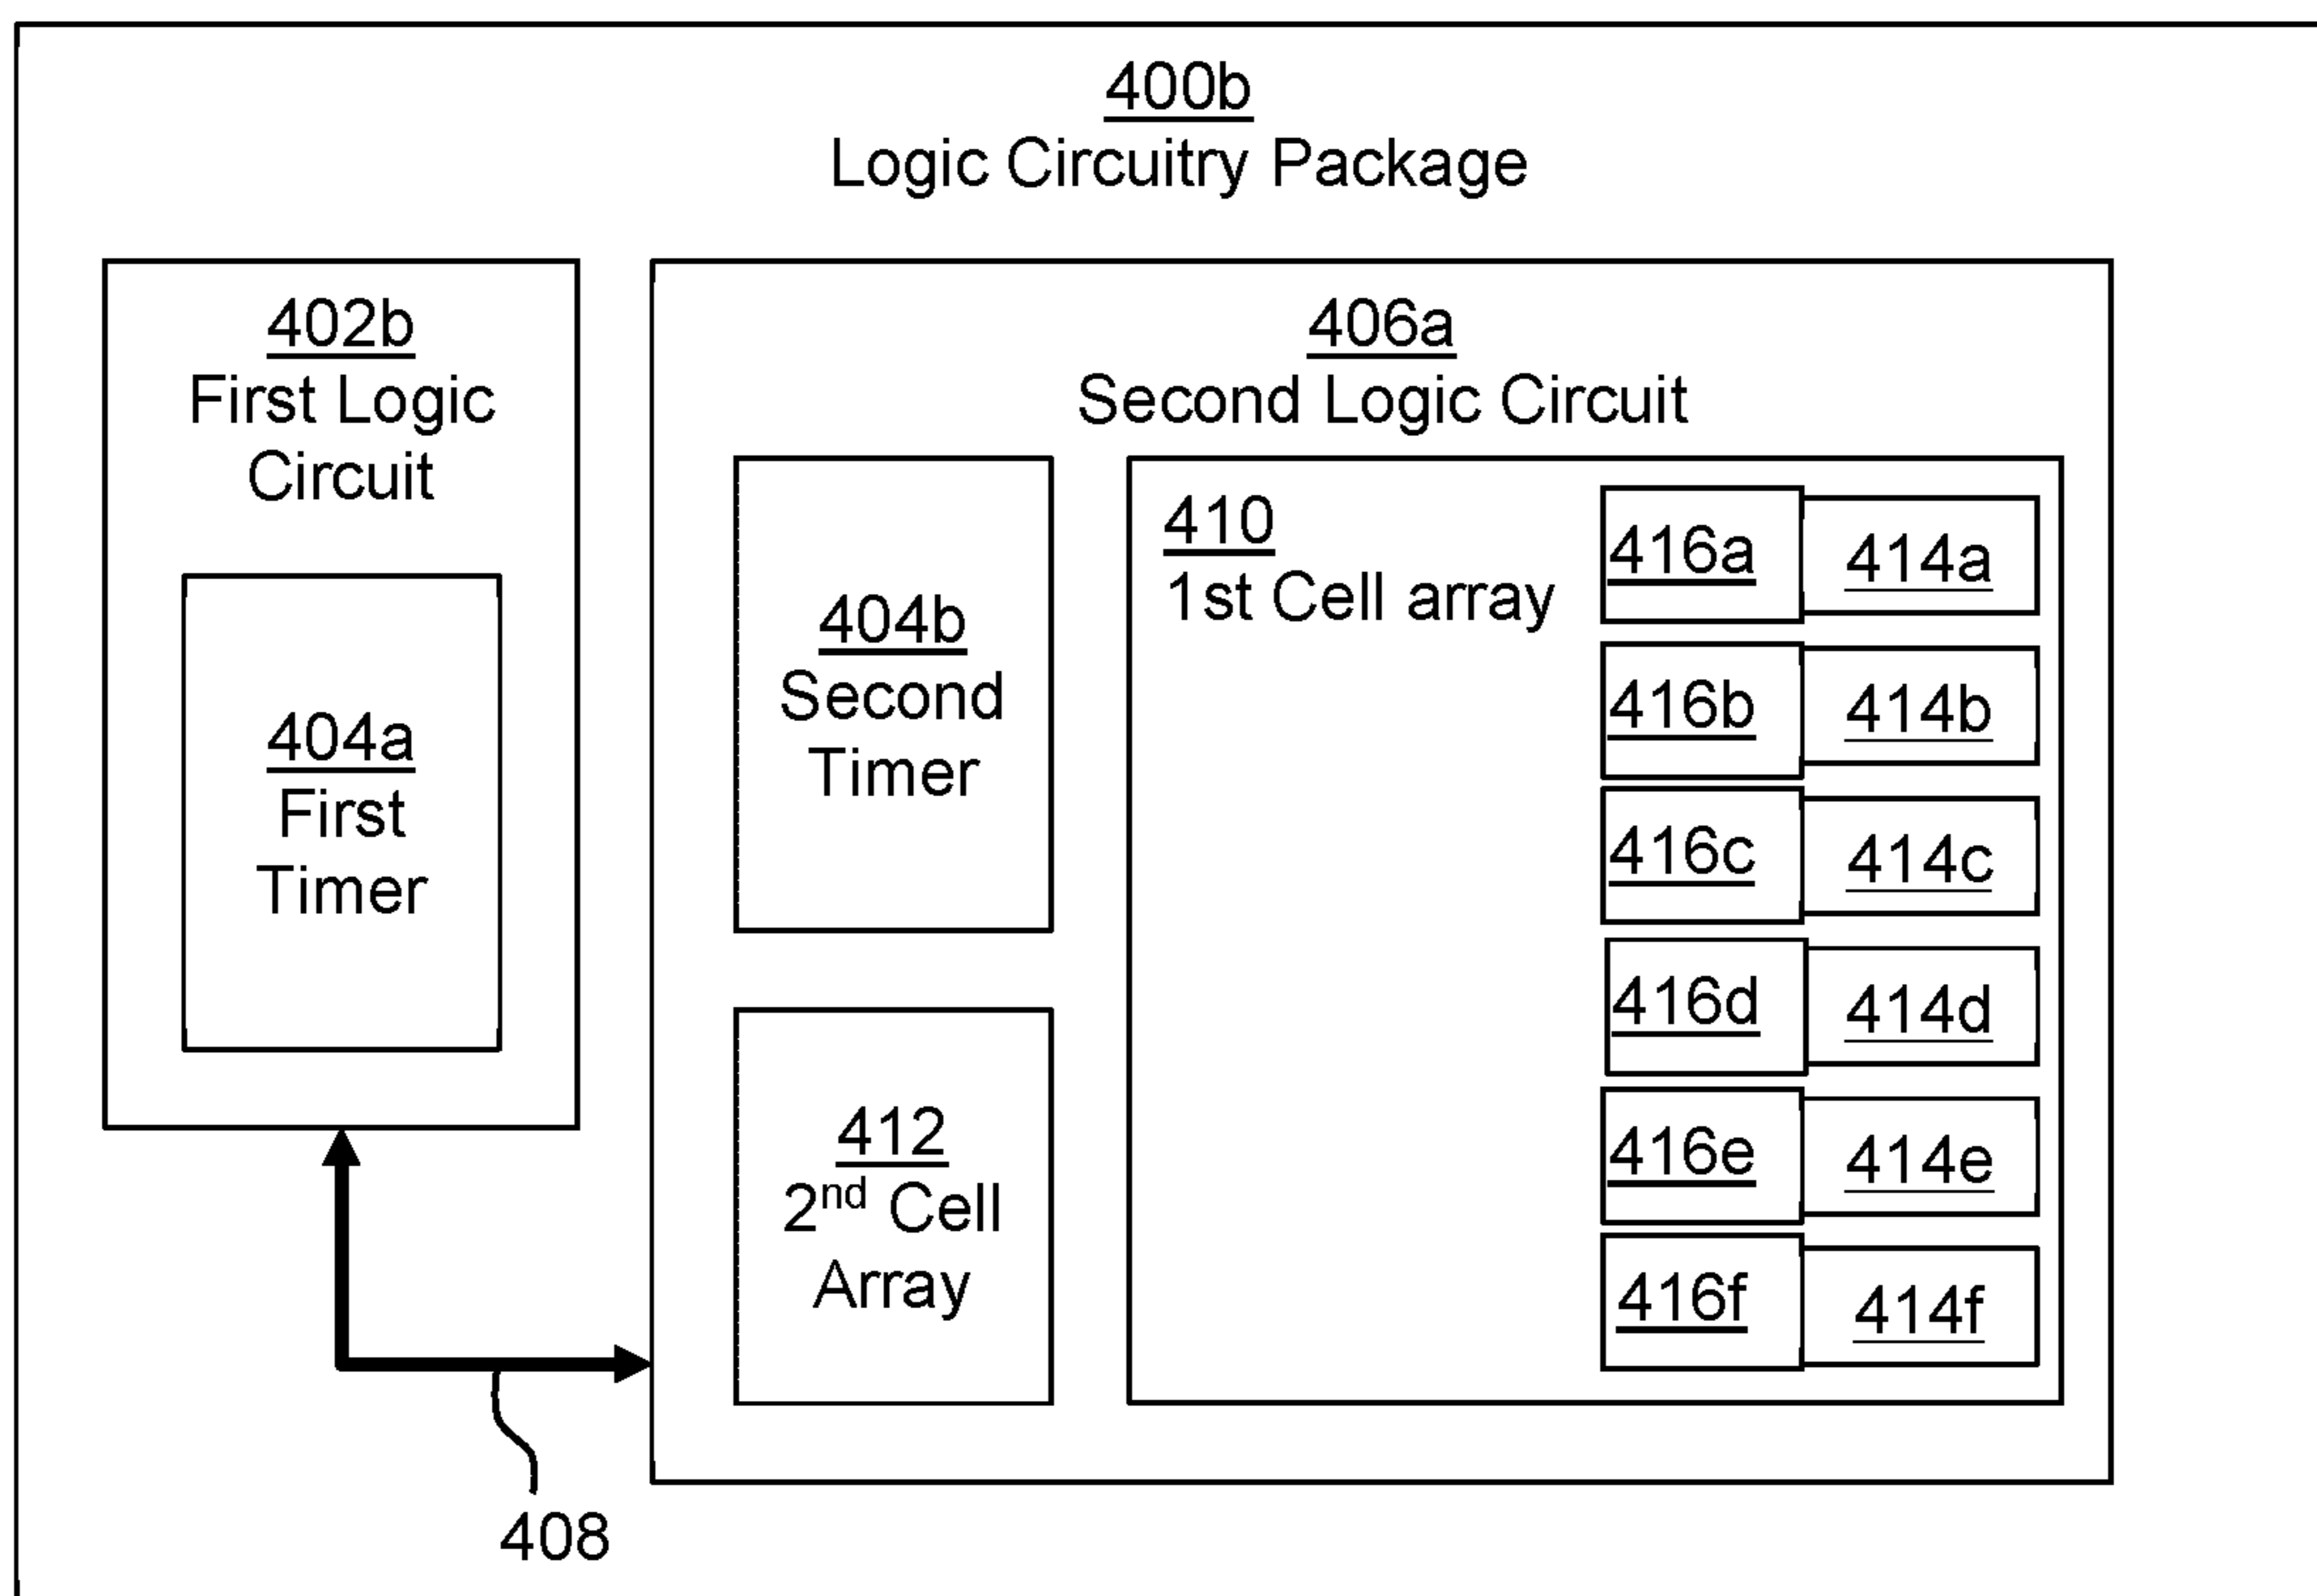 400b
Logic Circuitry Package
402b
First Logic
Circuit
404a
First
Timer
406a
Second Logic Circuit
404b
Second
Timer
412
2nd Cell
Array
410
1st Cell array
416a 414a
416b 414b
416c 414c
416d 414d
416e 414e
416f 414f
408